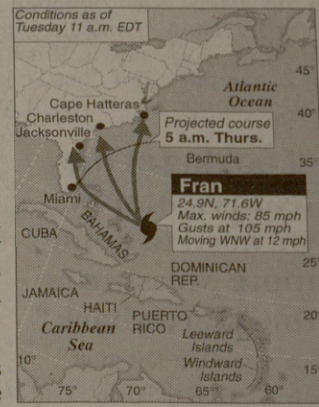 Conditions as of
Tuesday 11 a.m. EDT
45°
Atlantic
Ocean
Cape Hatteras
Charleston
Jacksonville
40°
Projected course
5 a.m. Thurs.
Bermuda
35°
Miami
Fran
24.9N, 71.6W
Max. winds: 85 mph
Gusts at 105 mph
Moving WNW at 12 mph
CUBA
BAHAMAS
DOMINICAN
REP.
25°
JAMAICA
HAITI
PUERTO
RICO
20°
Caribbean
Sea
Leeward
Islands
Windward
Islands
10°
15°
75°
70°
65°
60°